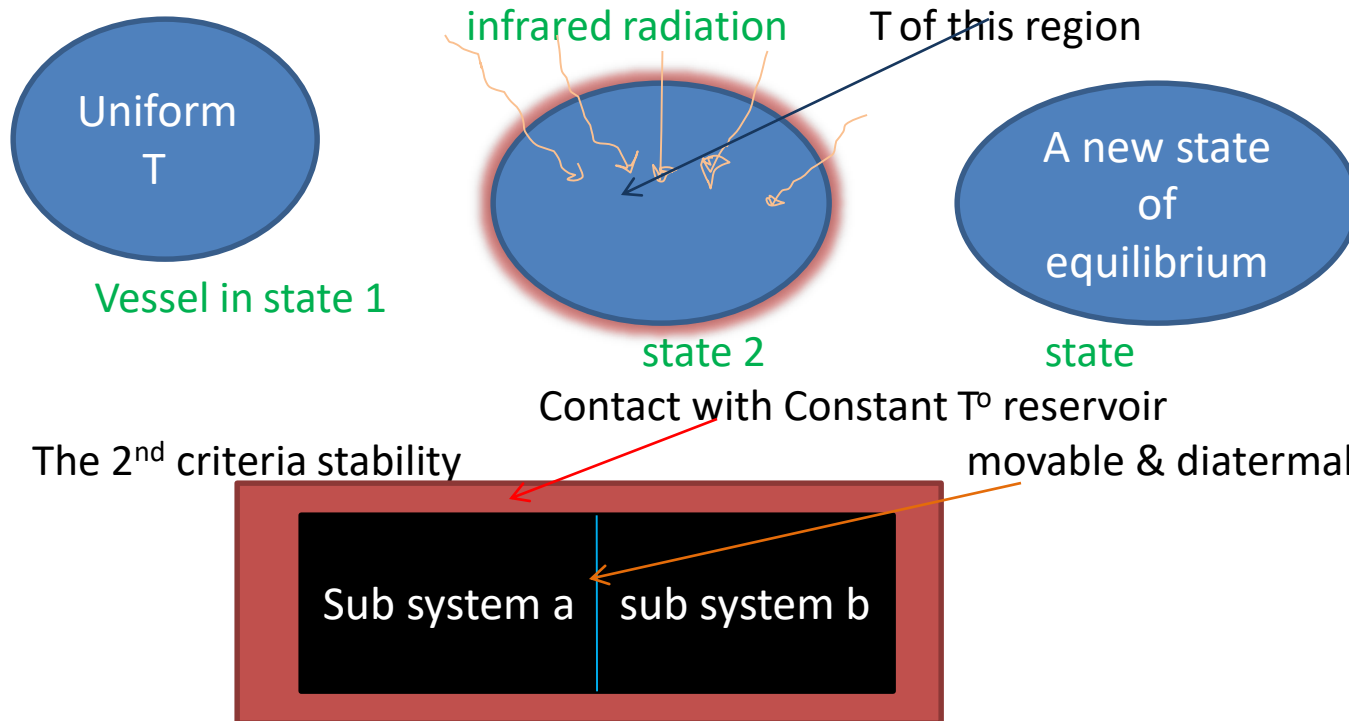 infrared radiation
T of this region
Uniform
T
A new state
of
equilibrium
Vessel in state 1
state 2
state
Contact with Constant Tº reservoir
The 2nd criteria stability
movable & diatermal
Sub system a
sub system b